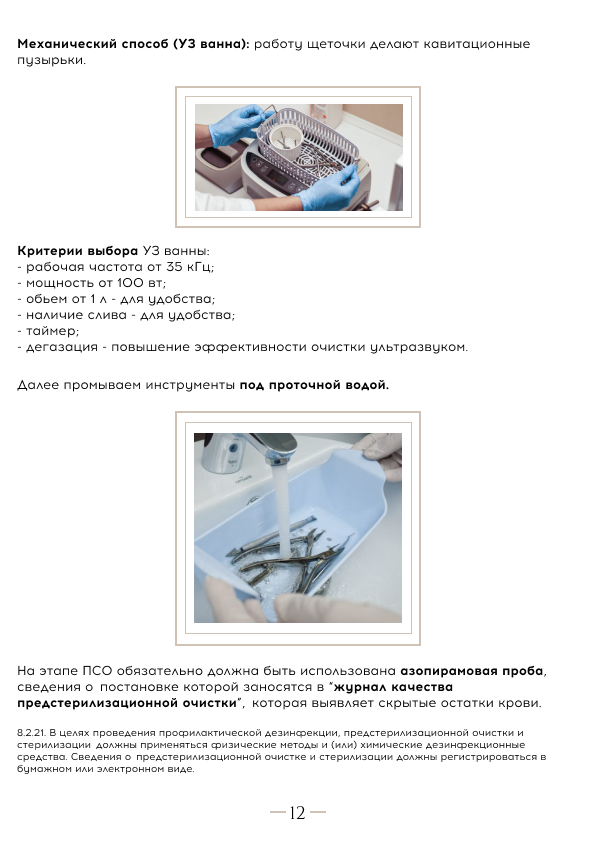 Механический способ (УЗ ванна): работу щеточки делают кавитационные
пузырьки.
Критерии выбора УЗ ванны:
- рабочая частота от 35 кГц;
- мощность от 100 вт;
- обьем от 1 л - для удобства;
- наличие слива - для удобства;
- таймер;
- дегазация - повышение эффективности очистки ультразвуком.
Далее промываем инструменты под проточной водой.
На этапе ПСО обязательно должна быть использована азопирамовая проба,
сведения о постановке которой заносятся в “журнал качества
предстерилизационной очистки”, которая выявляет скрытые остатки крови.
8.2.21. В целях проведения профилактической дезинфекции, предстерилизационной очистки и
стерилизации должны применяться физические методы и (или) химические дезинфекционные
средства. Сведения о предстерилизационной очистке и стерилизации должны регистрироваться в
бумажном или электронном виде.
12